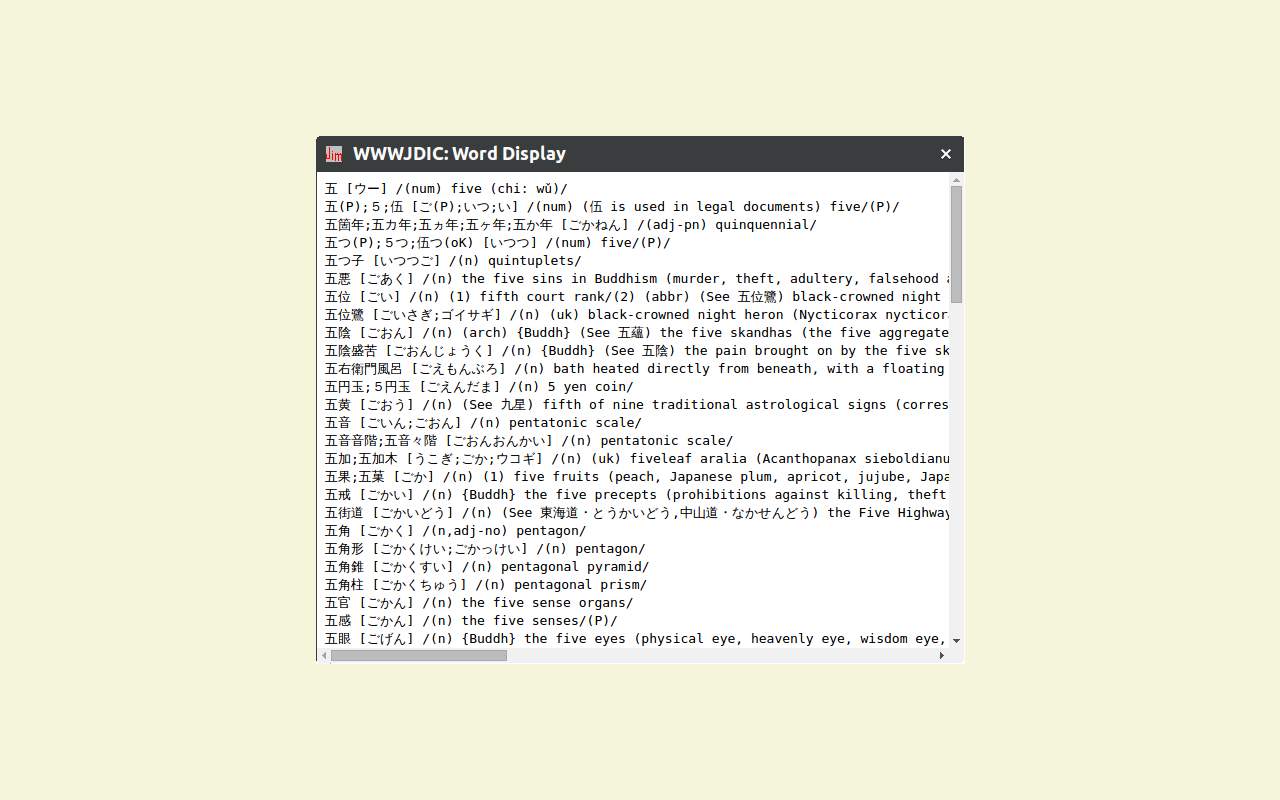 WWWJDIC: Word Display
五 [ウー] /(num) five (chi: wǔ)/
五(P);５;伍 [ご(P);いつ;い] /(num) (伍 is used in legal documents) five/(P)/
五箇年;五カ年;五ヵ年;五ヶ年;五か年 [ごかねん] /(adj-pn) quinquennial/
五つ(P);５つ;伍つ(oK) [いつつ] /(num) five/(P)/
五つ子 [いつつご] /(n) quintuplets/
五悪 [ごあく] /(n) the five sins in Buddhism (murder, theft, adultery, falsehood
五位 [ごい] /(n) (1) fifth court rank/(2) (abbr) (See 五位鷺) black-crowned night
五位鷺 [ごいさぎ;ゴイサギ] /(n) (uk) black-crowned night heron (Nycticorax nycticor
五陰 [ごおん] /(n) (arch) {Buddh} (See 五蘊) the five skandhas (the five aggregate
五陰盛苦 [ごおんじょうく] /(n) {Buddh} (See 五陰) the pain brought on by the five sk
五右衛門風呂 [ごえもんぶろ] /(n) bath heated directly from beneath, with a floating
五円玉;５円玉 [ごえんだま] /(n) 5 yen coin/
五黄 [ごおう] /(n) (See 九星) fifth of nine traditional astrological signs (corres
五音 [ごいん;ごおん] /(n) pentatonic scale/
五音音階;五音々階 [ごおんおんかい] /(n) pentatonic scale/
五加;五加木 [うこぎ;ごか;ウコギ] /(n) (uk) fiveleaf aralia (Acanthopanax sieboldianu
五果;五菓 [ごか] /(n) (1) five fruits (peach, Japanese plum, apricot, jujube, Japa
五戒 [ごかい] /(n) {Buddh} the five precepts (prohibitions against killing, theft
五街道 [ごかいどう] /(n) (See 東海道・とうかいどう,中山道・なかせんどう) the Five Highway
五角 [ごかく] /(n,adj-no) pentagon/
五角形 [ごかくけい;ごかっけい] /(n) pentagon/
五角錐 [ごかくすい] /(n) pentagonal pyramid/
五角柱 [ごかくちゅう] /(n) pentagonal prism/
五官 [ごかん] /(n) the five sense organs/
五感 [ごかん] /(n) the five senses/(P)/
五眼 [ごげん] /(n) {Buddh} the five eyes (physical eye, heavenly eye, wisdom eye,